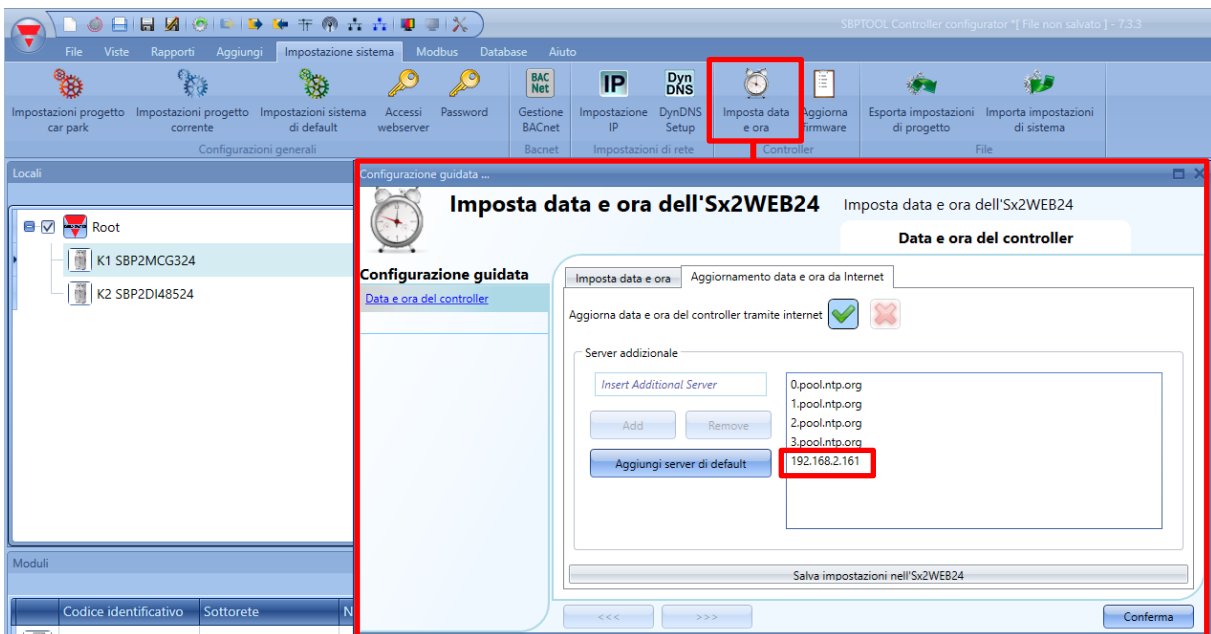 SBPTOOL Controller configurator *[ File non salvato ] - 7.3.3
File Viste Rapporti Aggiungi Impostazione sistema Modbus Database Aiuto
BAC Net IP Dyn DNS
Impostazioni progetto car park
Impostazioni progetto corrente
Impostazioni sistema di default
Accessi webserver
Password
Gestione BACnet
Impostazione IP
DynDNS Setup
Imposta data e ora
Aggiorna firmware
Esporta impostazioni di progetto
Importa impostazioni di sistema
Configurazioni generali Bacnet Impostazioni di rete Controller File
Locali
Root
K1 SBP2MCG324
K2 SBP2DI48524
Moduli
Codice identificativo Sottorete N
Configurazione guidata ...
Imposta data e ora dell'Sx2WEB24 Imposta data e ora dell'Sx2WEB24
Data e ora del controller
Configurazione guidata
Data e ora del controller
Imposta data e ora Aggiornamento data e ora da Internet
Aggiorna data e ora del controller tramite internet
Server addizionale
Insert Additional Server
Add Remove
Aggiungi server di default
0.pool.ntp.org
1.pool.ntp.org
2.pool.ntp.org
3.pool.ntp.org
192.168.2.161
Salva impostazioni nell'Sx2WEB24
<<< >>> Conferma